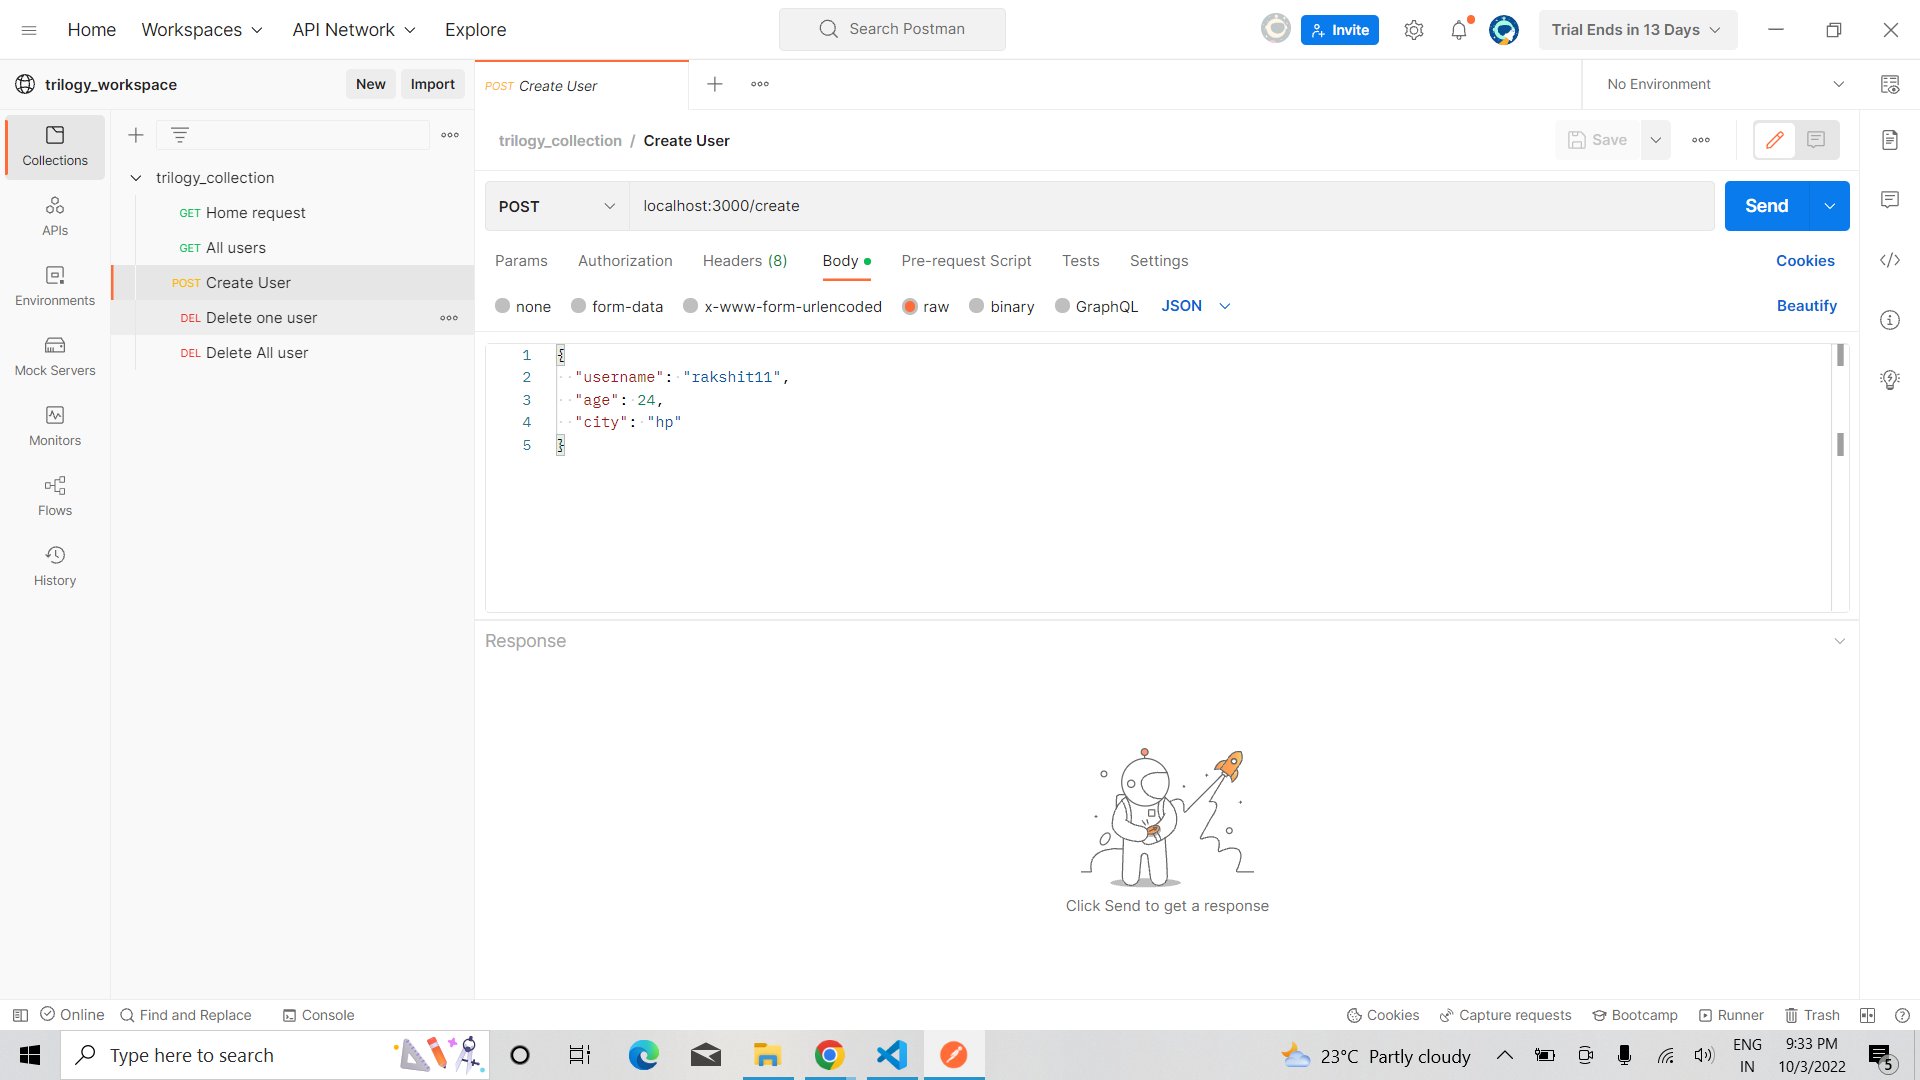 Home Workspaces API Network Explore Search Postman Invite Trial Ends in 13 Days
trilogy_workspace New Import POST Create User No Environment
Collections
APIs
Environments
Mock Servers
Monitors
Flows
History
trilogy_collection
GET Home request
GET All users
POST Create User
DEL Delete one user
DEL Delete All user
trilogy_collection / Create User Save
POST localhost:3000/create Send
Params Authorization Headers (8) Body Pre-request Script Tests Settings Cookies
none form-data x-www-form-urlencoded raw binary GraphQL JSON Beautify
1 {
2 "username": "rakshit11",
3 "age": 24,
4 "city": "hp"
5 }
Response
Click Send to get a response
Online Find and Replace Console Cookies Capture requests Bootcamp Runner Trash
Type here to search 23°C Partly cloudy ENG 9:33 PM
IN 10/3/2022 5